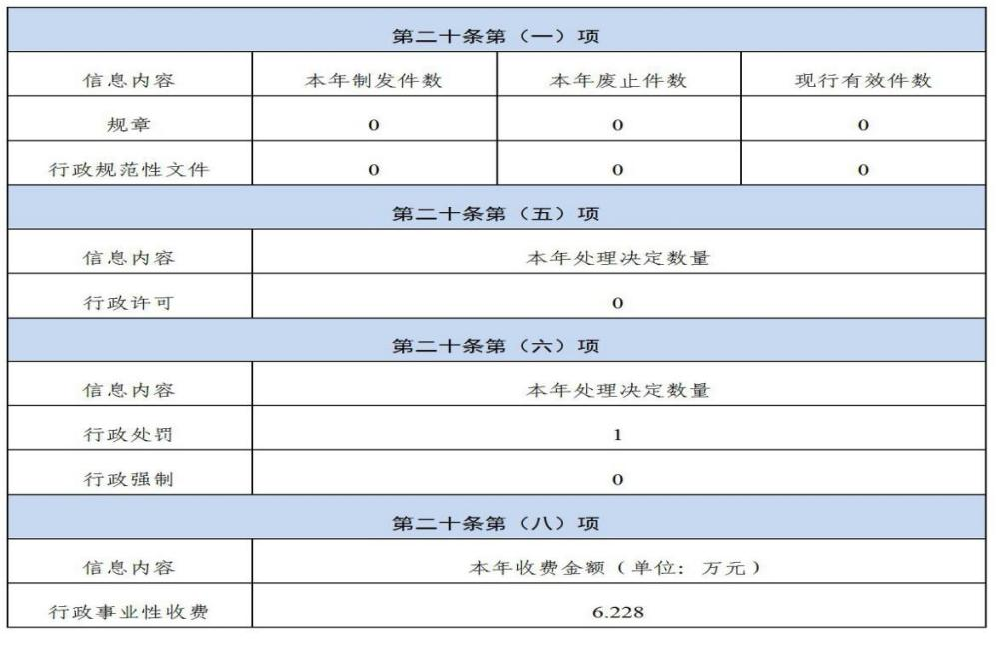 第二十条第（一）项
信息内容 本年制发件数 本年废止件数 现行有效件数
规章 0 0 0
行政规范性文件 0 0 0
第二十条第（五）项
信息内容 本年处理决定数量
行政许可 0
第二十条第（六）项
信息内容 本年处理决定数量
行政处罚 1
行政强制 0
第二十条第（八）项
信息内容 本年收费金额（单位：万元）
行政事业性收费 6.228